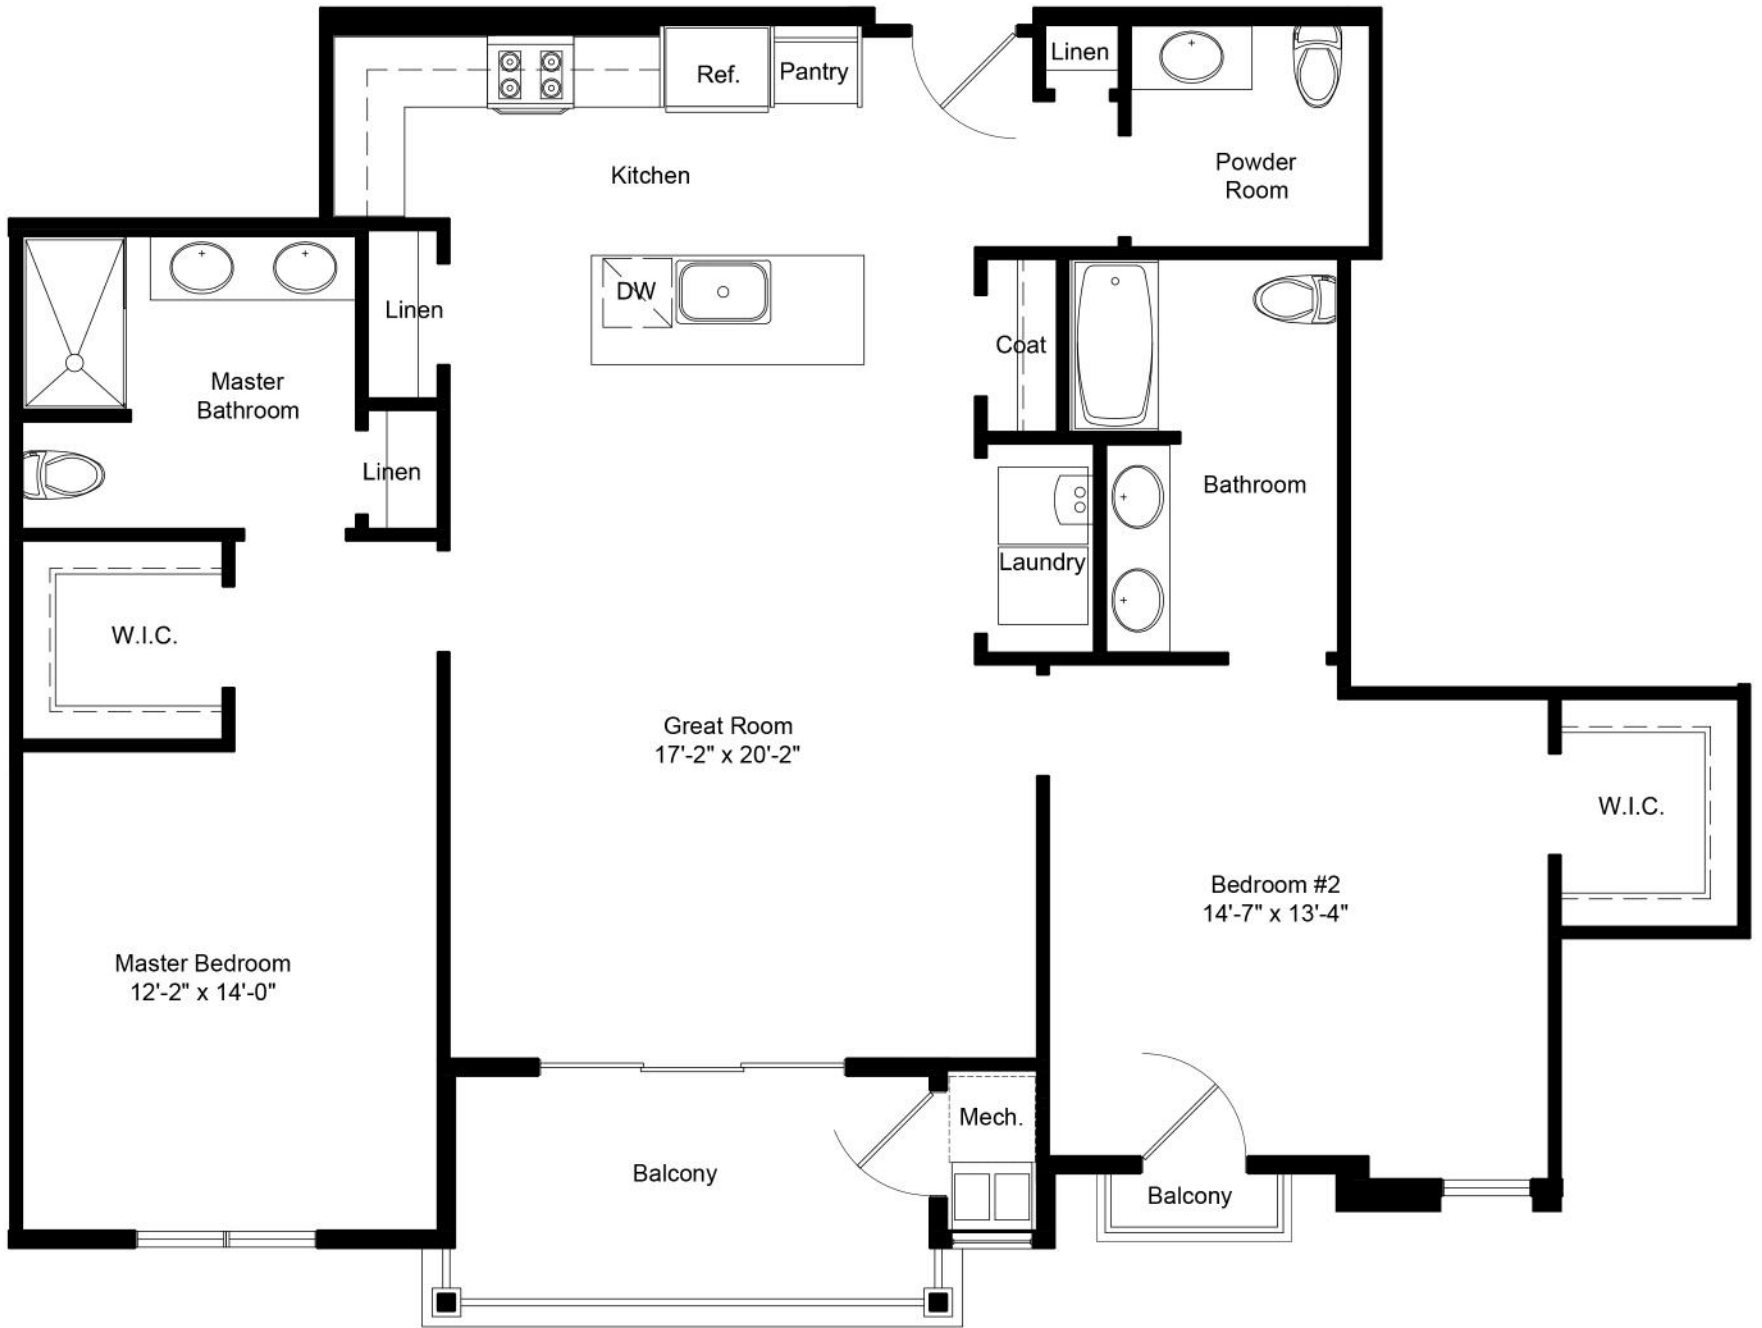 Linen
Ref.
Pantry
Kitchen
Powder
Room
DW
Linen
Coat
Master
Bathroom
Linen
Bathroom
Laundry
W.I.C.
Great Room
17'-2" x 20'-2"
W.I.C.
Bedroom #2
14'-7" x 13'-4"
Master Bedroom
12'-2" x 14'-0"
Mech.
Balcony
Balcony